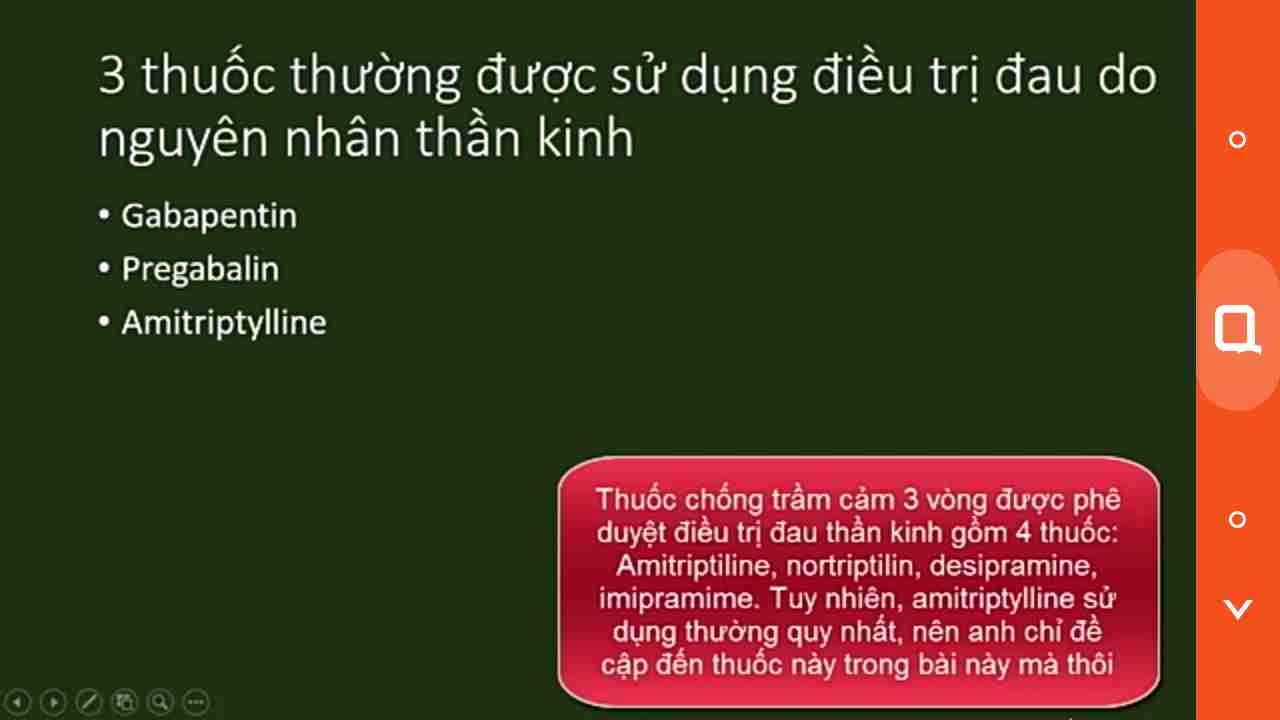 3 thuốc thường được sử dụng điều trị đau do
nguyên nhân thần kinh
• Gabapentin
• Pregabalin
• Amitriptylline
Thuốc chống trầm cảm 3 vòng được phê
duyệt điều trị đau thần kinh gồm 4 thuốc:
Amitriptiline, nortriptilin, desipramine,
imipramime. Tuy nhiên, amitriptylline sử
dụng thường quy nhất, nên anh chỉ đề
cập đến thuốc này trong bài này mà thôi